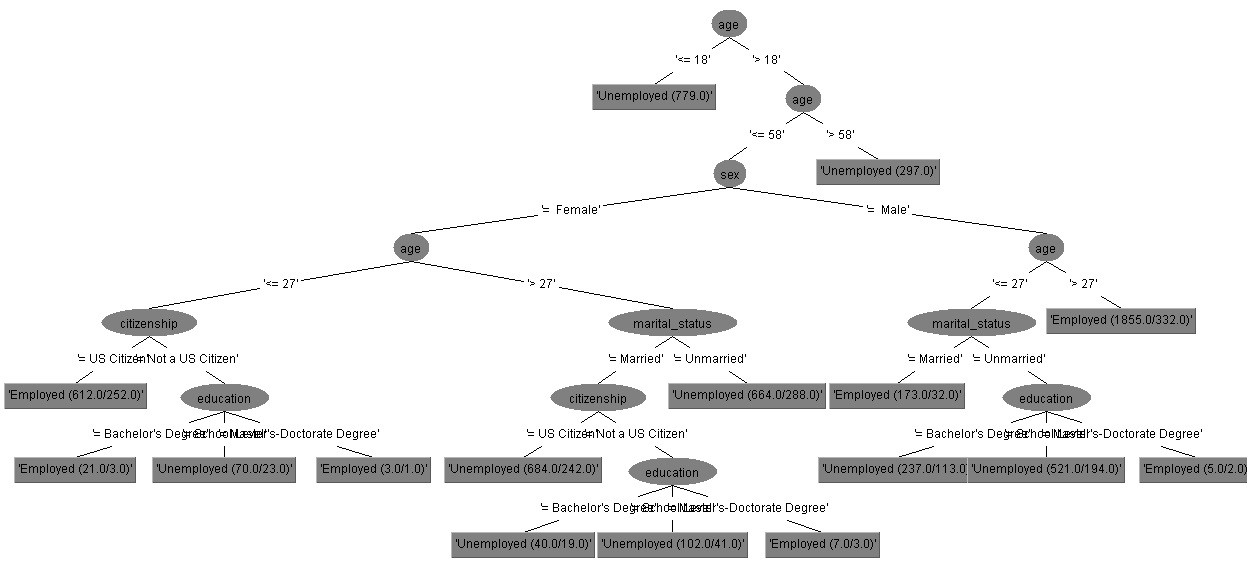 age
'<= 18' '> 18'
'Unemployed (779.0)' age
'<= 58' '> 58'
sex 'Unemployed (297.0)'
'= Female' '= Male'
age age
'<= 27' '> 27' '<= 27' '> 27'
citizenship marital_status marital_status 'Employed (1855.0/332.0)'
'= US Citizen' 'Not a US Citizen' '= Married' '= Unmarried' '= Married' '= Unmarried'
'Employed (612.0/252.0)' education citizenship 'Unemployed (664.0/288.0)' 'Employed (173.0/32.0)' education
'= Bachelor's Degree' '= School Level' Master's-Doctorate Degree' '= US Citizen' 'Not a US Citizen' '= Bachelor's Degree' Master's-Doctorate Degree'
'Employed (21.0/3.0)' 'Unemployed (70.0/23.0)' 'Employed (3.0/1.0)' 'Unemployed (684.0/242.0)' education 'Unemployed (237.0/113.0 'Unemployed (521.0/194.0)' 'Employed (5.0/2.0)
'= Bachelor's Degree' Master's-Doctorate Degree'
'Unemployed (40.0/19.0)' 'Unemployed (102.0/41.0)' 'Employed (7.0/3.0)'